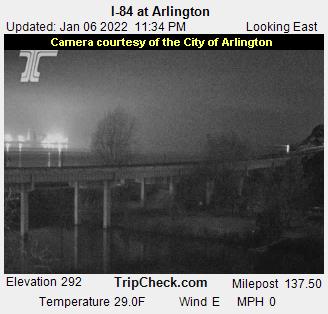 I-84 at Arlington
Updated: Jan 06 2022 11:34 PM Looking East
Camera courtesy of the City of Arlington
Elevation 292 TripCheck.com Milepost 137.50
Temperature 29.0F Wind E MPH 0